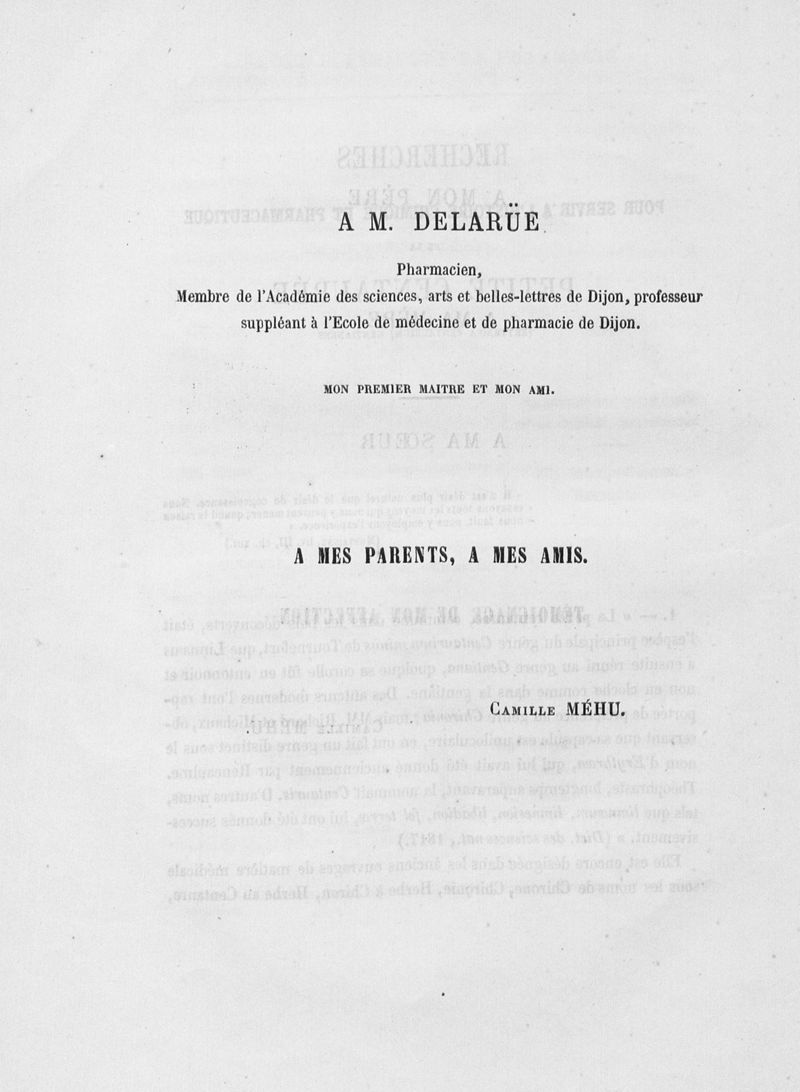 A M. DELARÜE
Pharmacien,
Membre de l'Académie des sciences, arts et belles-lettres de Dijon, professeur
suppléant à l'Ecole de médecine et de pharmacie de Dijon.
MON PREMIER MAITRE ET MON AMI.
A MES PARENTS, A MES AMIS.
CAMILLE MÉHU.